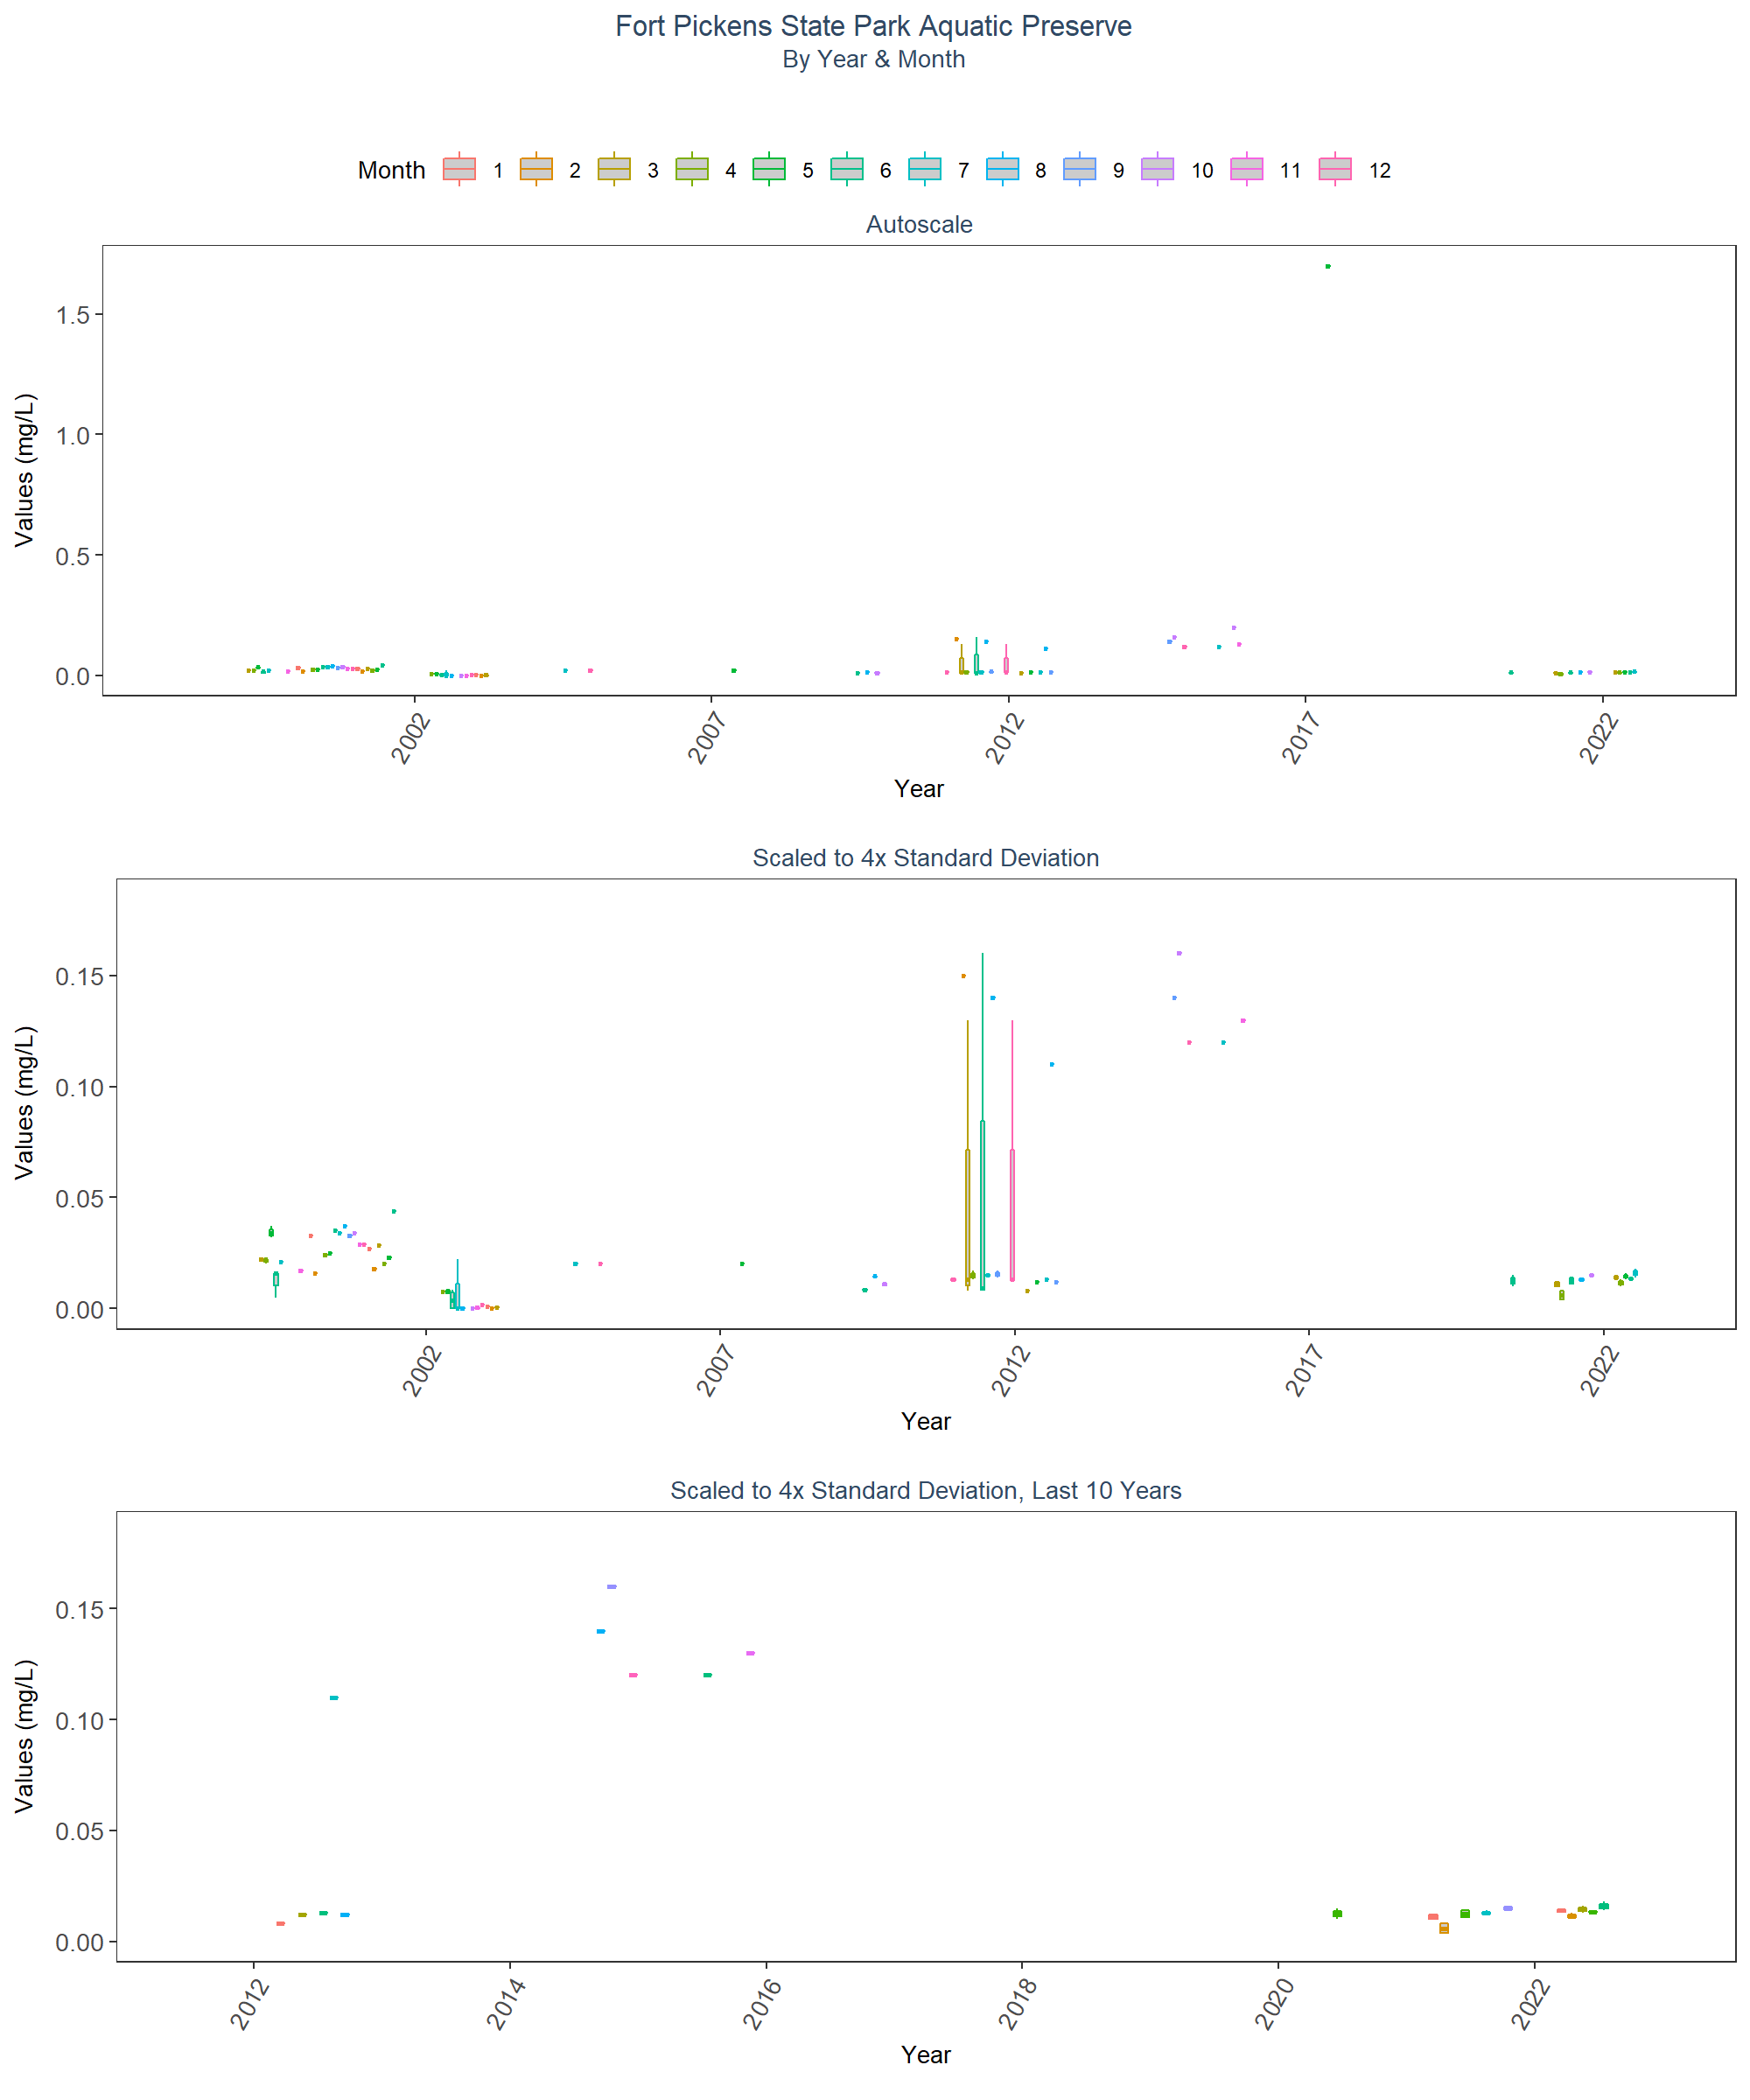 Fort Pickens State Park Aquatic Preserve
By Year & Month
Month 1 2 3 4 5 6 7 8 9 10 11 12
Autoscale
Values (mg/L)
1.5
1.0
0.5
0.0
2002 2007 2012 2017 2022
Year
Scaled to 4x Standard Deviation
Values (mg/L)
0.15
0.10
0.05
0.00
2002 2007 2012 2017 2022
Year
Scaled to 4x Standard Deviation, Last 10 Years
Values (mg/L)
0.15
0.10
0.05
0.00
2012 2014 2016 2018 2020 2022
Year